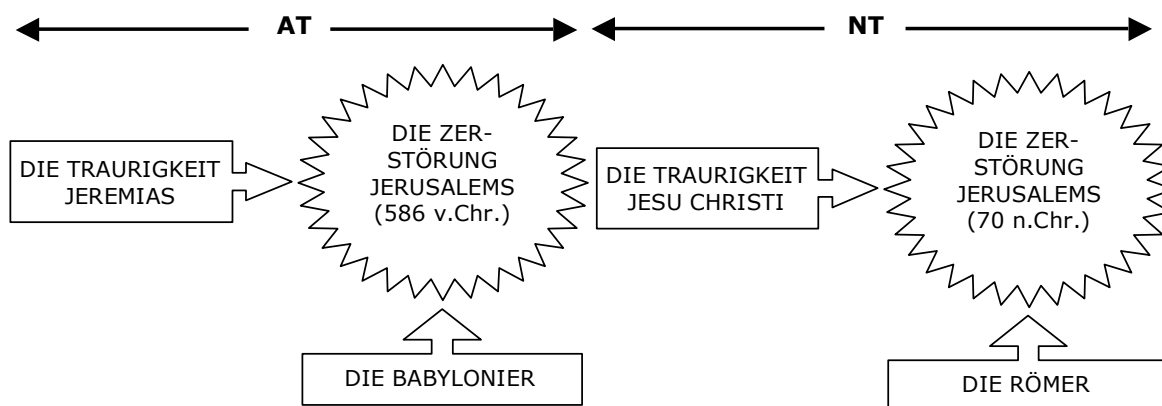 AT
NT
DIE TRAURIGKEIT
JEREMIAS
DIE ZER-
STÖRUNG
JERUSALEMS
(586 v.Chr.)
DIE BABYLONIER
DIE TRAURIGKEIT
JESU CHRISTI
DIE ZER-
STÖRUNG
JERUSALEMS
(70 n.Chr.)
DIE RÖMER